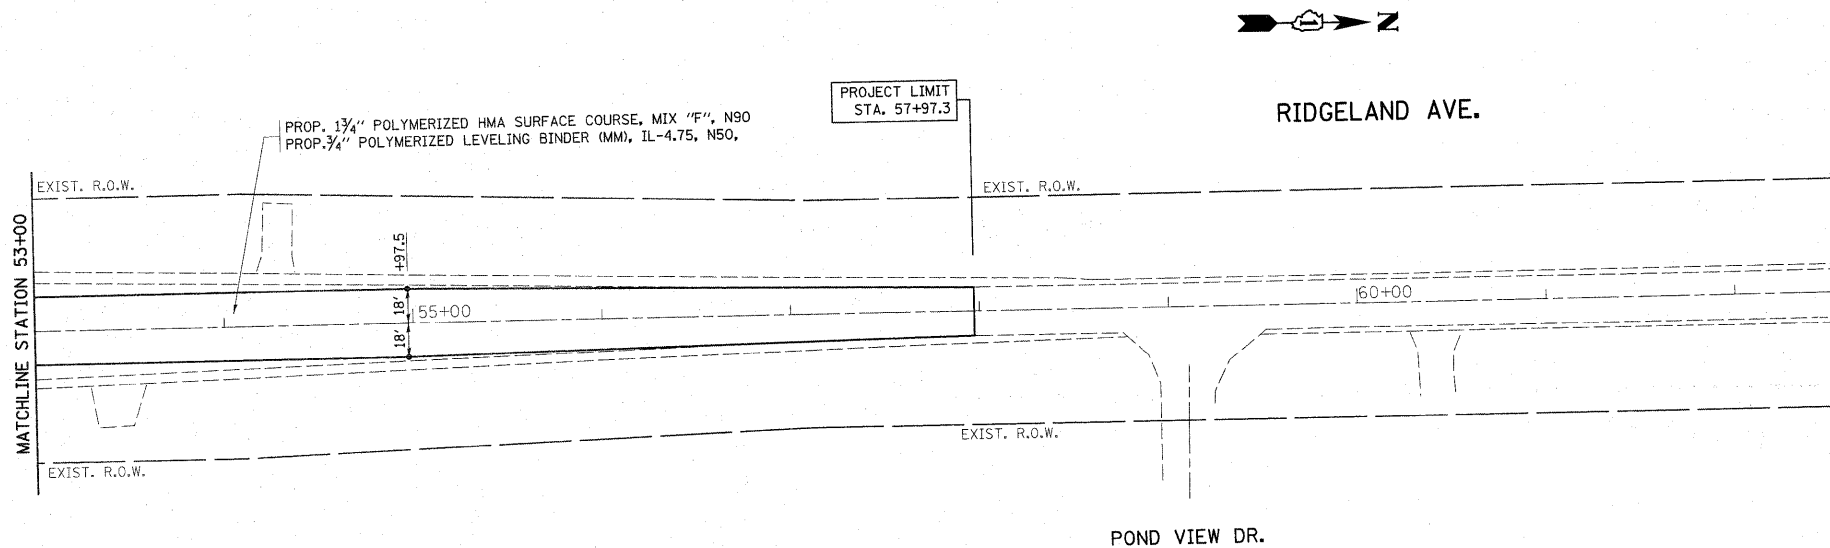 N
PROJECT LIMIT
STA. 57+97.3
RIDGELAND AVE.
PROP. 1¾" POLYMERIZED HMA SURFACE COURSE, MIX "F", N90
PROP.¾" POLYMERIZED LEVELING BINDER (MM), IL-4.75, N50,
EXIST. R.O.W.
EXIST. R.O.W.
MATCHLINE STATION 53+00
+97.5
18'
18'
55+00
60+00
EXIST. R.O.W.
EXIST. R.O.W.
POND VIEW DR.